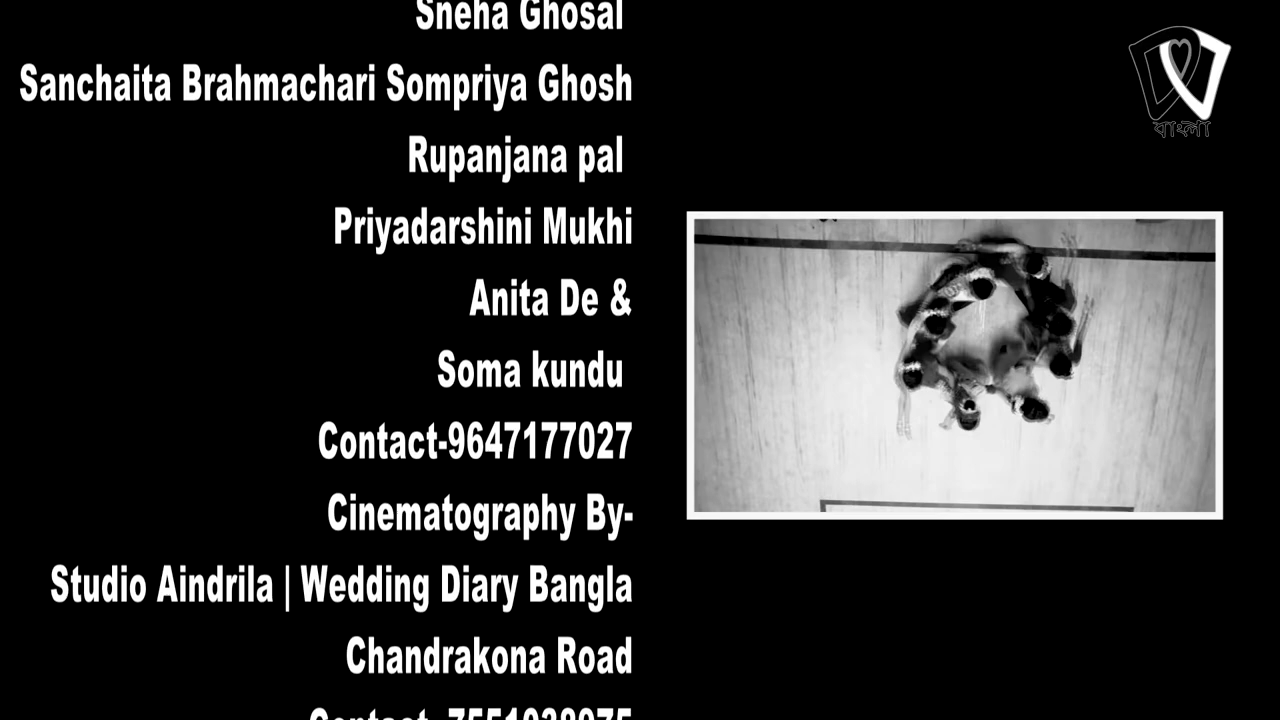 Sneha Ghosal
Sanchaita Brahmachari Sompriya Ghosh
Rupanjana pal
Priyadarshini Mukhi
Anita De &
Soma kundu
Contact-9647177027
Cinematography By-
Studio Aindrila | Wedding Diary Bangla
Chandrakona Road
Contact-
বাংলা